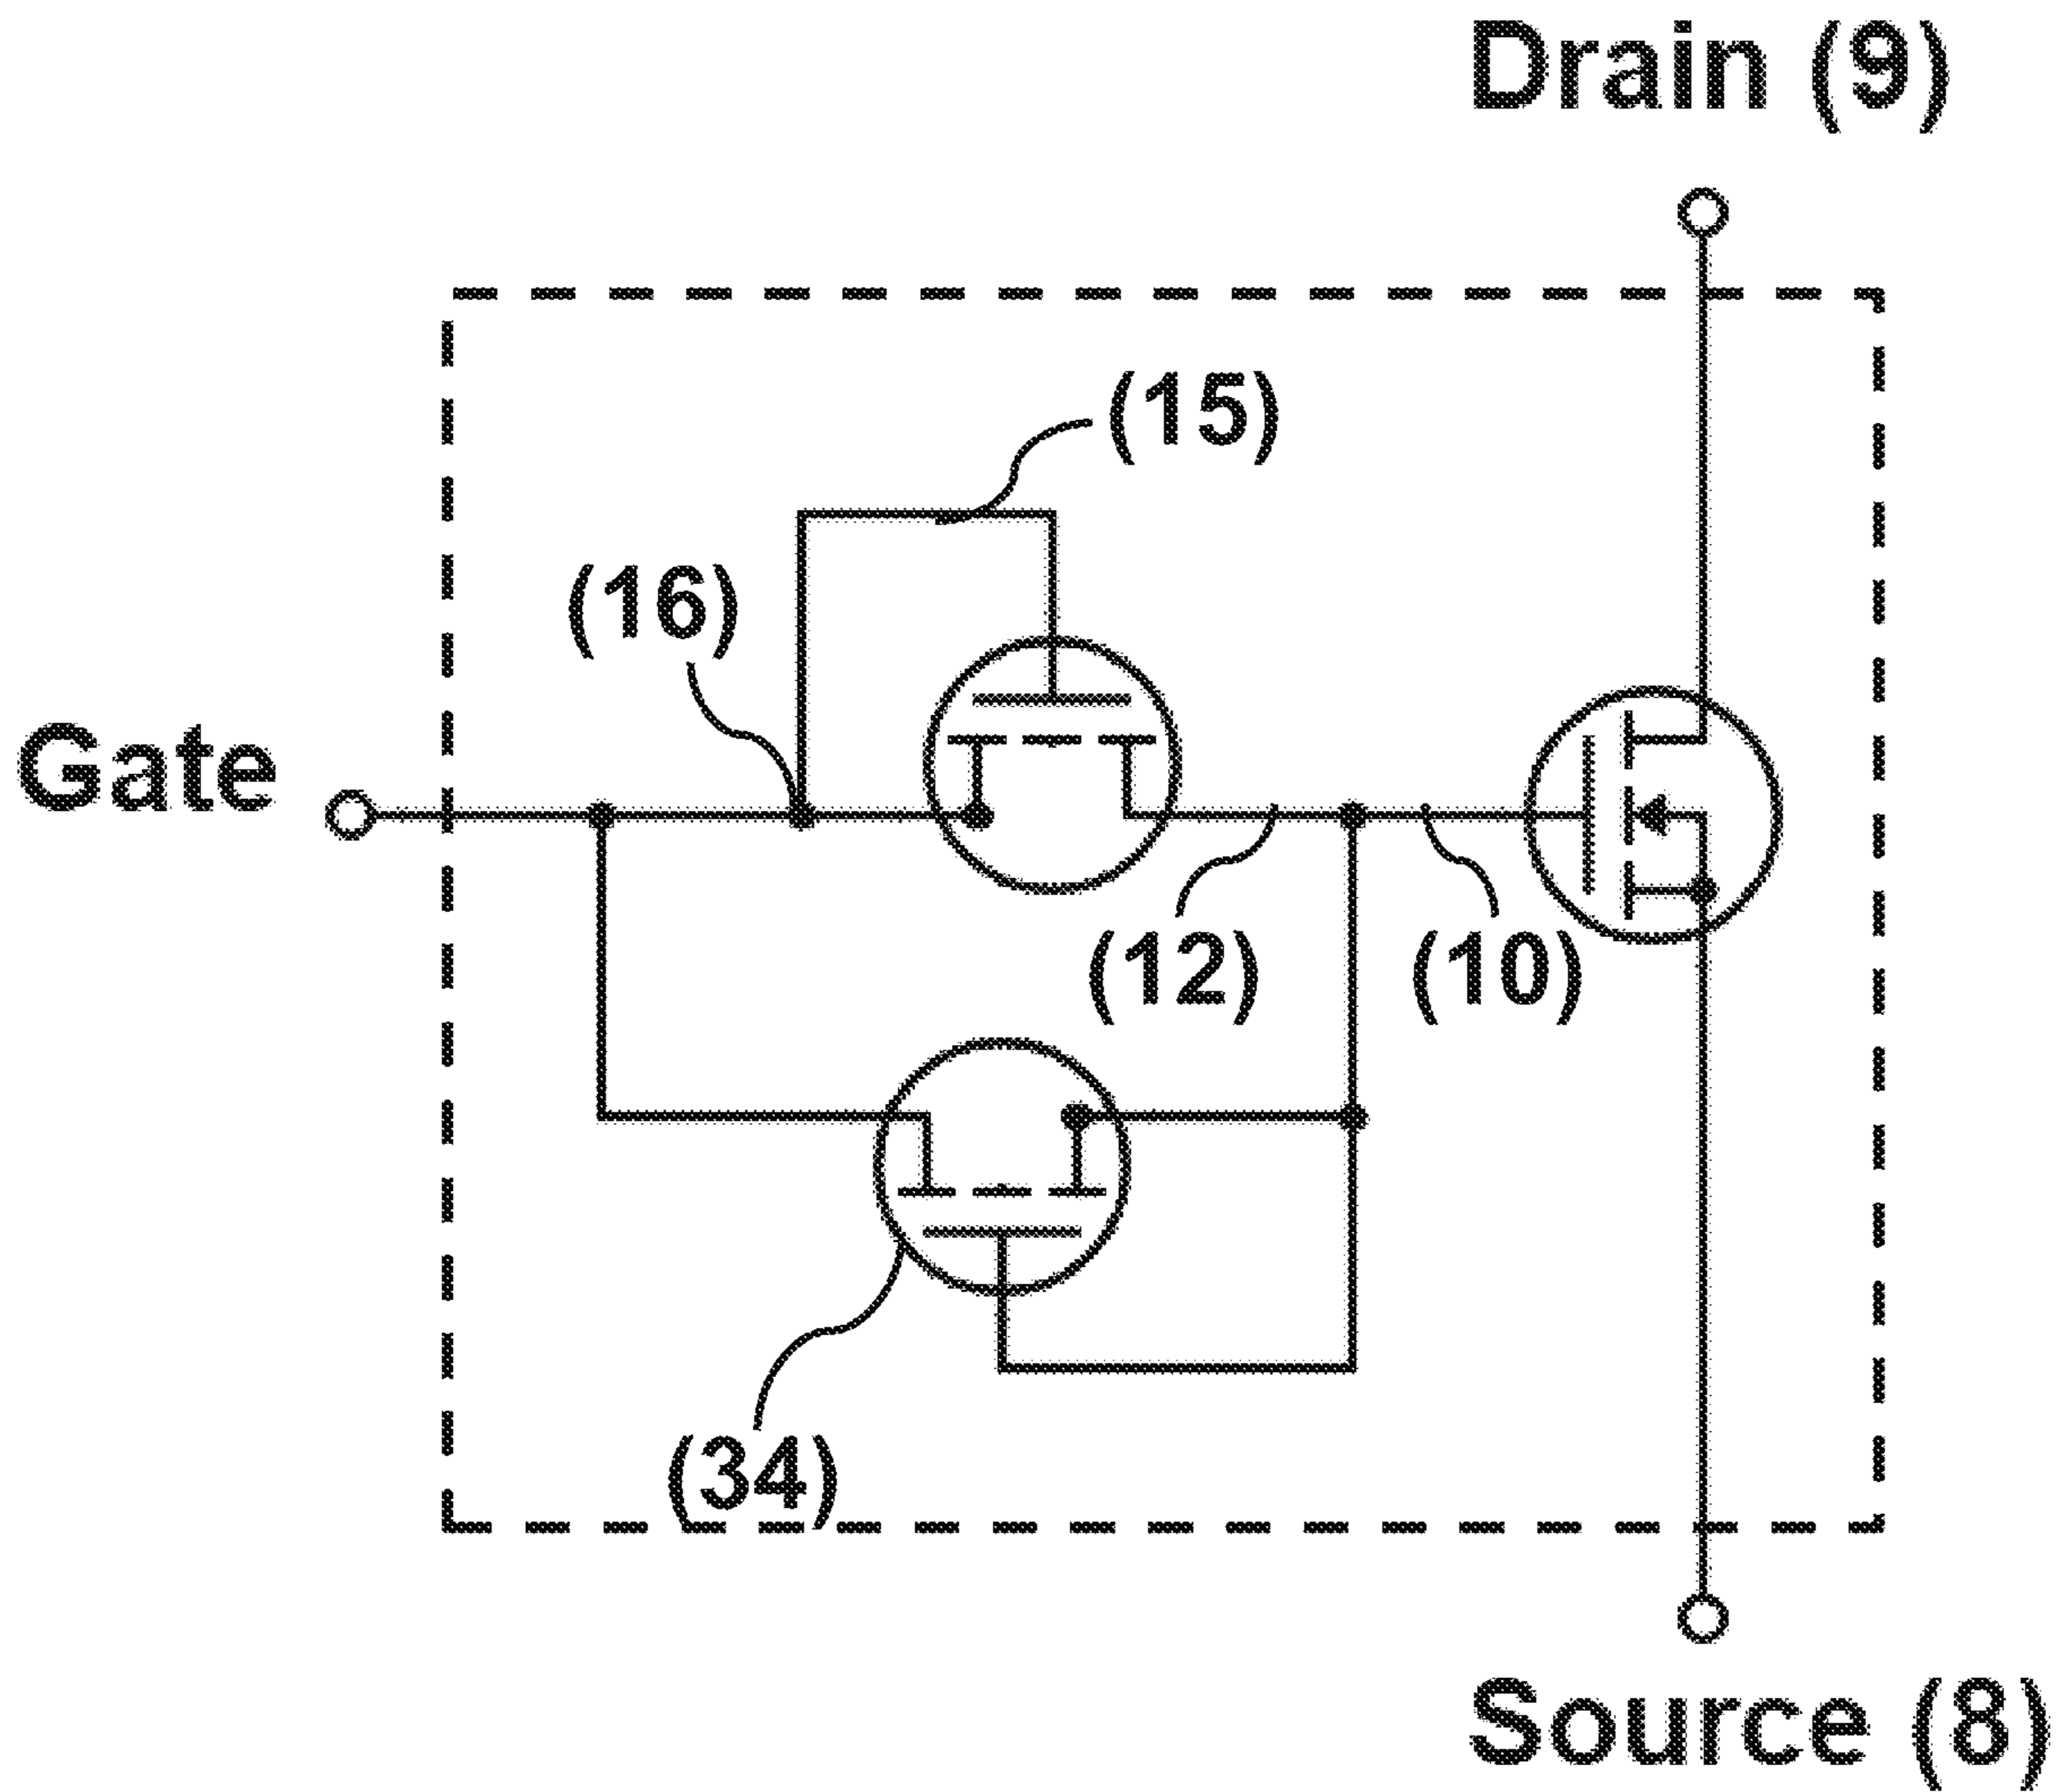 Drain (9)
(15)
(16)
Gate
(12)
(10)
(34)
Source (8)